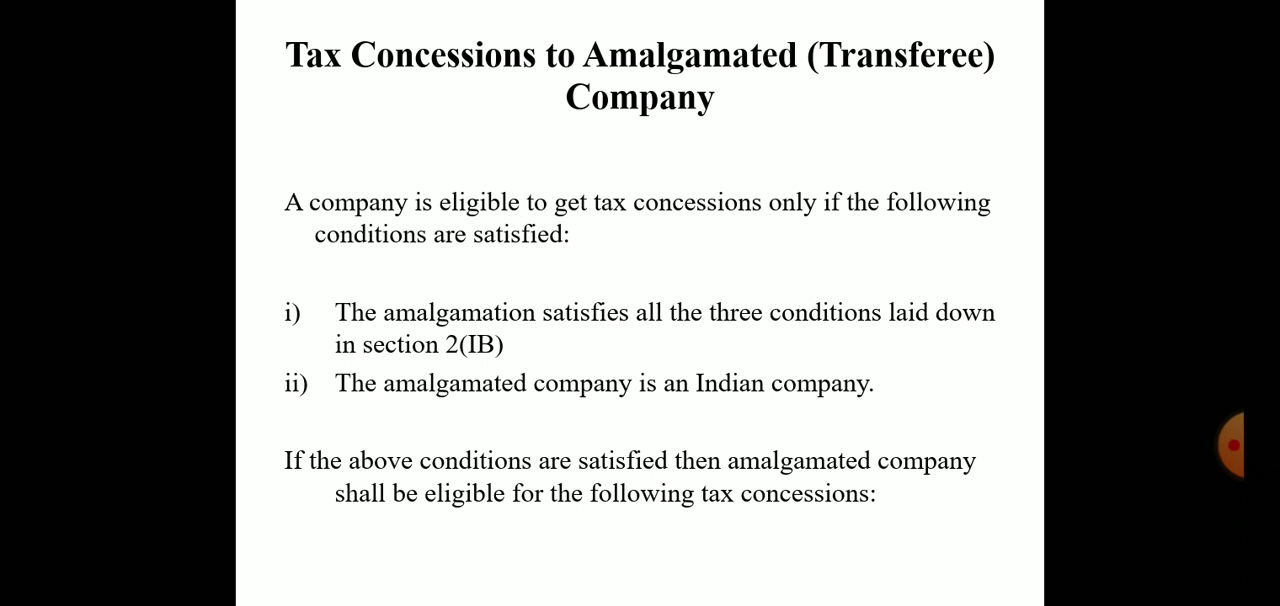 Tax Concessions to Amalgamated (Transferee)
Company
A company is eligible to get tax concessions only if the following
conditions are satisfied:
i) The amalgamation satisfies all the three conditions laid down
in section 2(IB)
ii) The amalgamated company is an Indian company.
If the above conditions are satisfied then amalgamated company
shall be eligible for the following tax concessions: